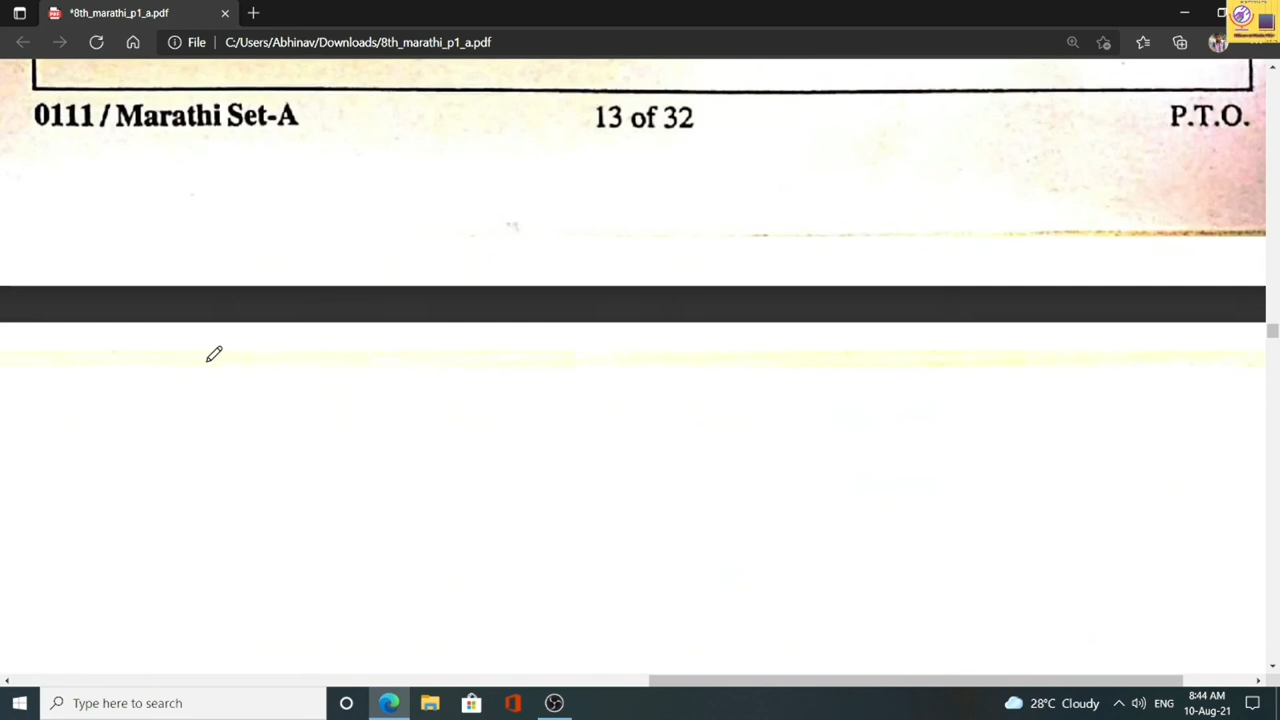 *8th_marathi_p1_a.pdf
File
C:/Users/Abhinav/Downloads/8th_marathi_p1_a.pdf
0111 / Marathi Set-A
13 of 32
P.T.O.
Type here to search
28°C Cloudy
ENG
8:44 AM
10-Aug-21